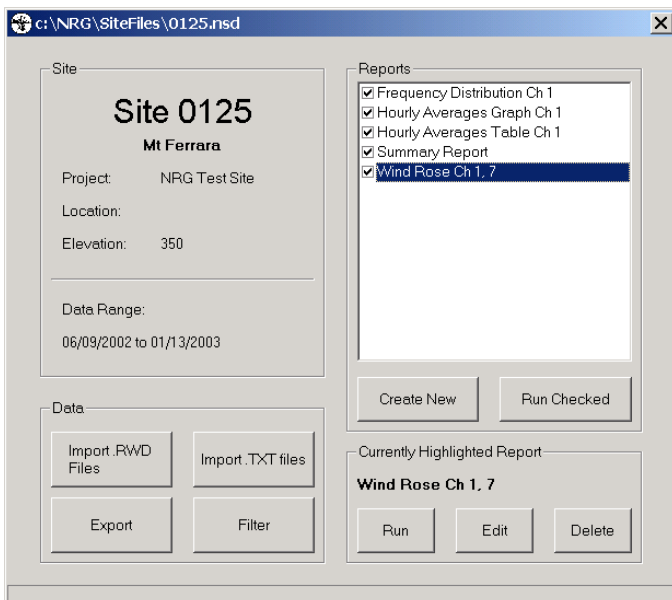 c:\NRG\SiteFiles\0125.nsd
Site
Site 0125
Mt Ferrara
Project: NRG Test Site
Location:
Elevation: 350
Data Range:
06/09/2002 to 01/13/2003
Data
Import .RWD
Files
Import .TXT files
Export
Filter
Reports
Frequency Distribution Ch 1
Hourly Averages Graph Ch 1
Hourly Averages Table Ch 1
Summary Report
Wind Rose Ch 1, 7
Create New
Run Checked
Currently Highlighted Report
Wind Rose Ch 1, 7
Run
Edit
Delete